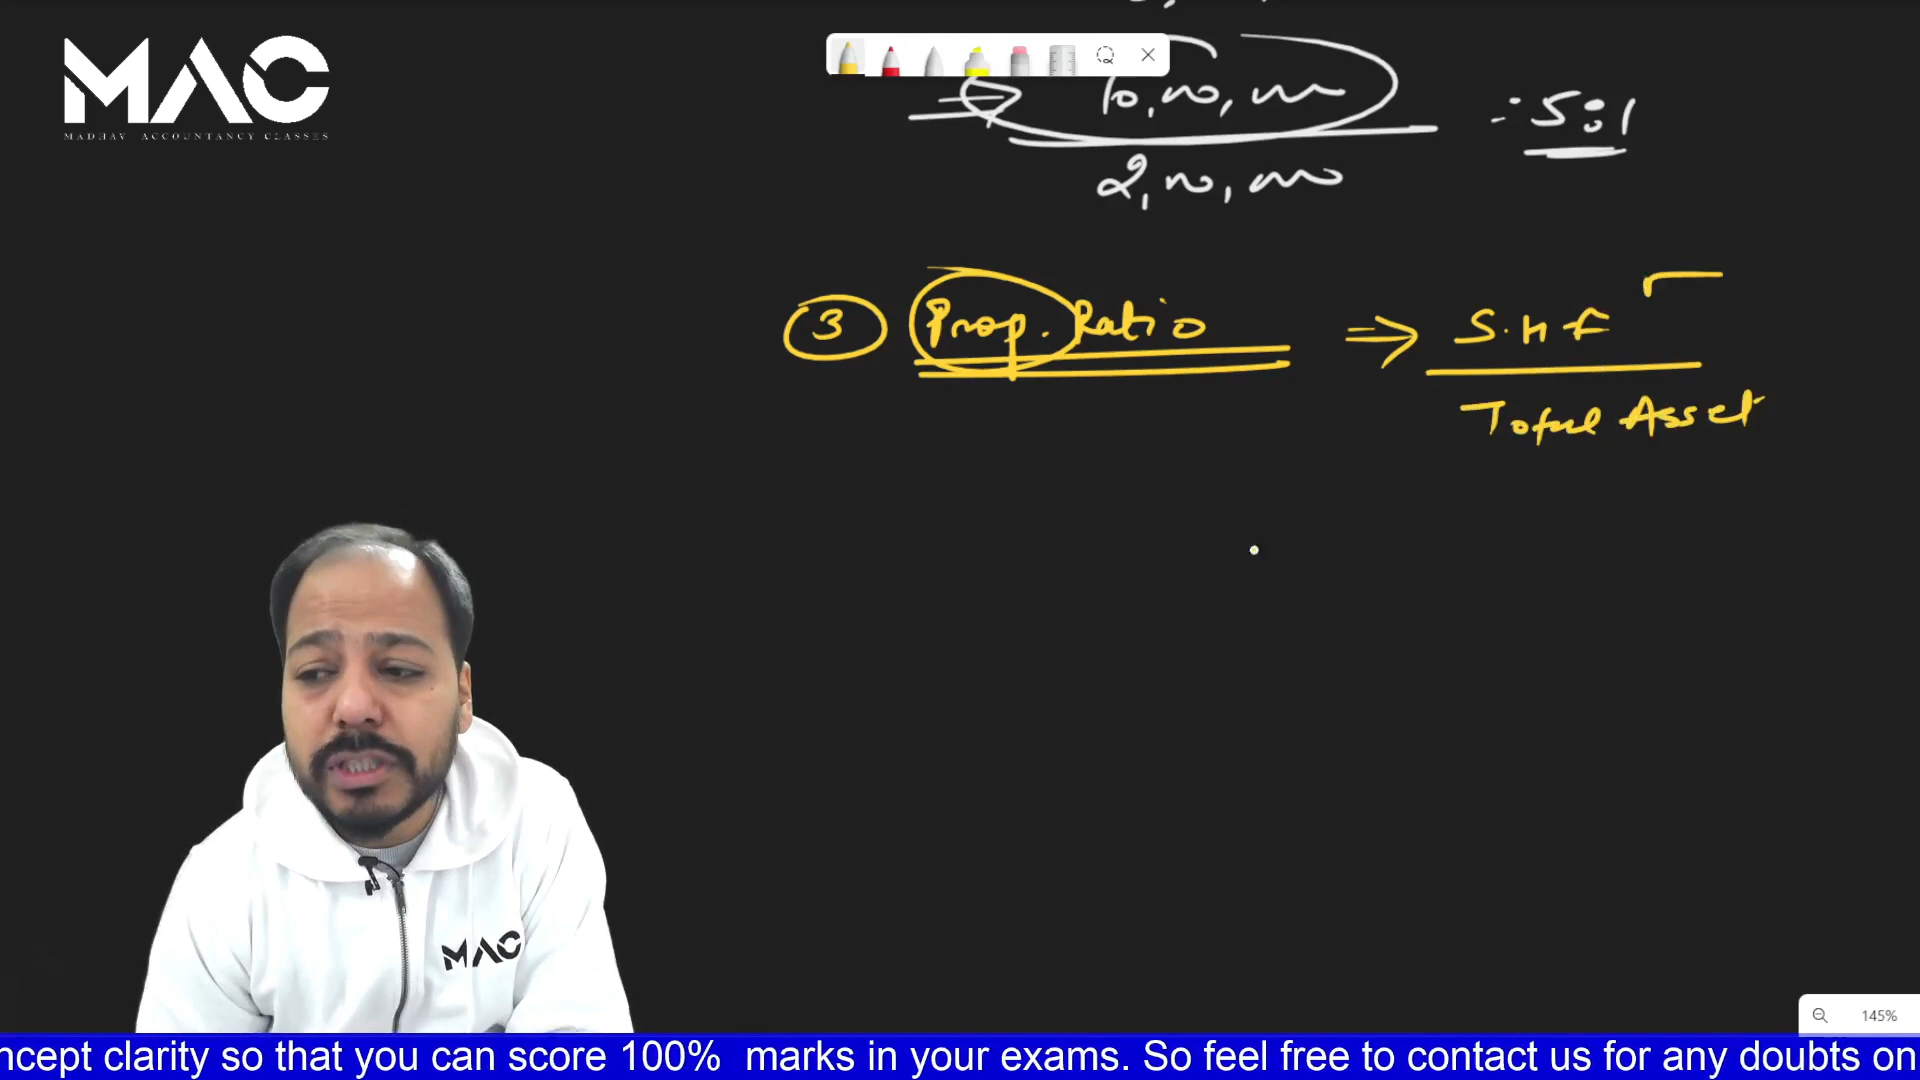 MAC
MADHAV ACCOUNTANCY CLASSES
⇒ 10,00,000
2,00,000
= 5:1
3 Prop. Ratio ⇒ S.H.F
Total Asset
MAC
145%
ncept clarity so that you can score 100% marks in your exams. So feel free to contact us for any doubts on